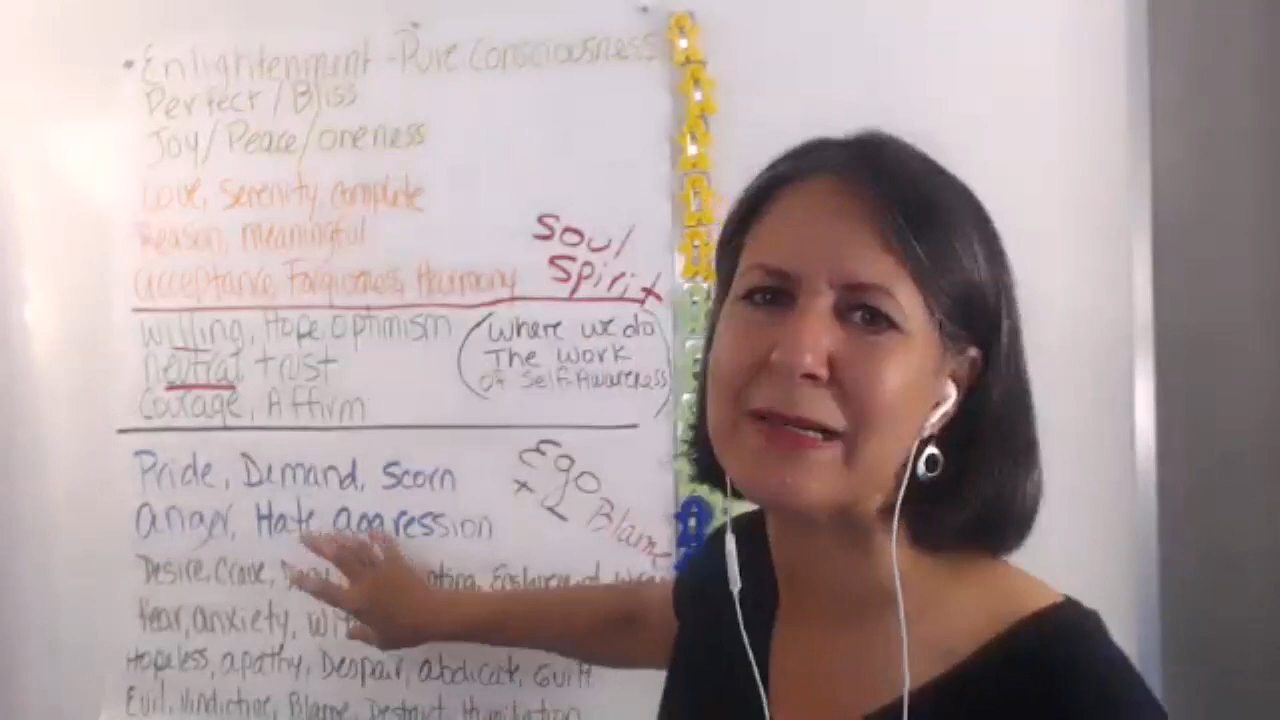 • Enlightenment - Pure Consciousness
Perfect / Bliss
Joy / Peace / oneness
Love, Serenity, complete
Reason, meaningful
Soul
acceptance Forgiveness, Harmony
Spirit
Willing, Hope, optimism
neutral trust
Courage, Affirm
(Where we do
The work
of Self-Awareness)
Pride, Demand, Scorn
anger, Hate aggression
Ego
Blame
Desire, Crave,
Fear, anxiety,
Hopeless, apathy, Despair, abdicate, Guilt
Evil, Vindictive, Blame, Destruct, Humiliation